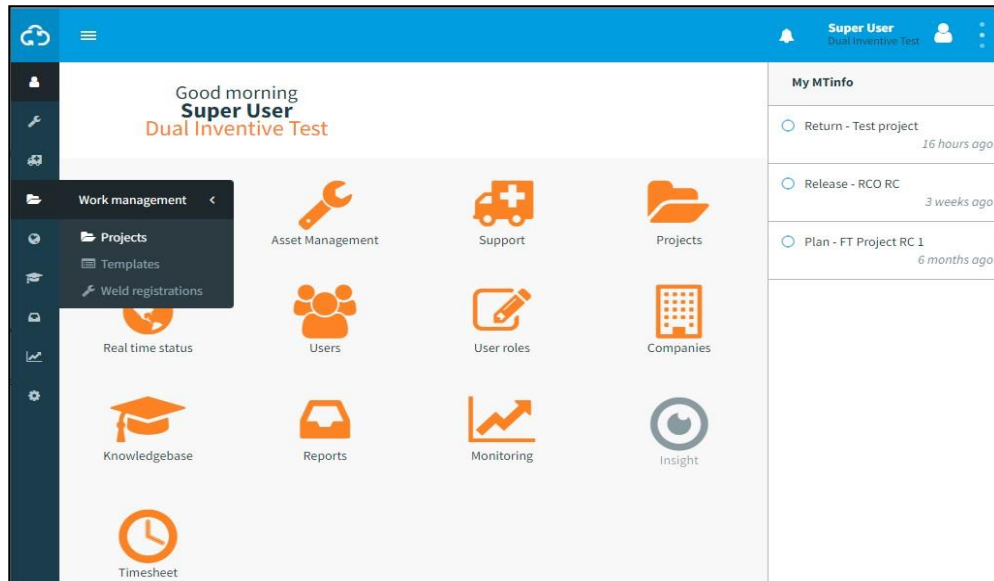 Super User
Dual Inventive Test
Good morning
Super User
Dual Inventive Test
Work management
Projects
Templates
Weld registrations
Asset Management
Support
Projects
Real time status
Users
User roles
Companies
Knowledgebase
Reports
Monitoring
Insight
Timesheet
My MTinfo
Return - Test project
16 hours ago
Release - RCO RC
3 weeks ago
Plan - FT Project RC 1
6 months ago